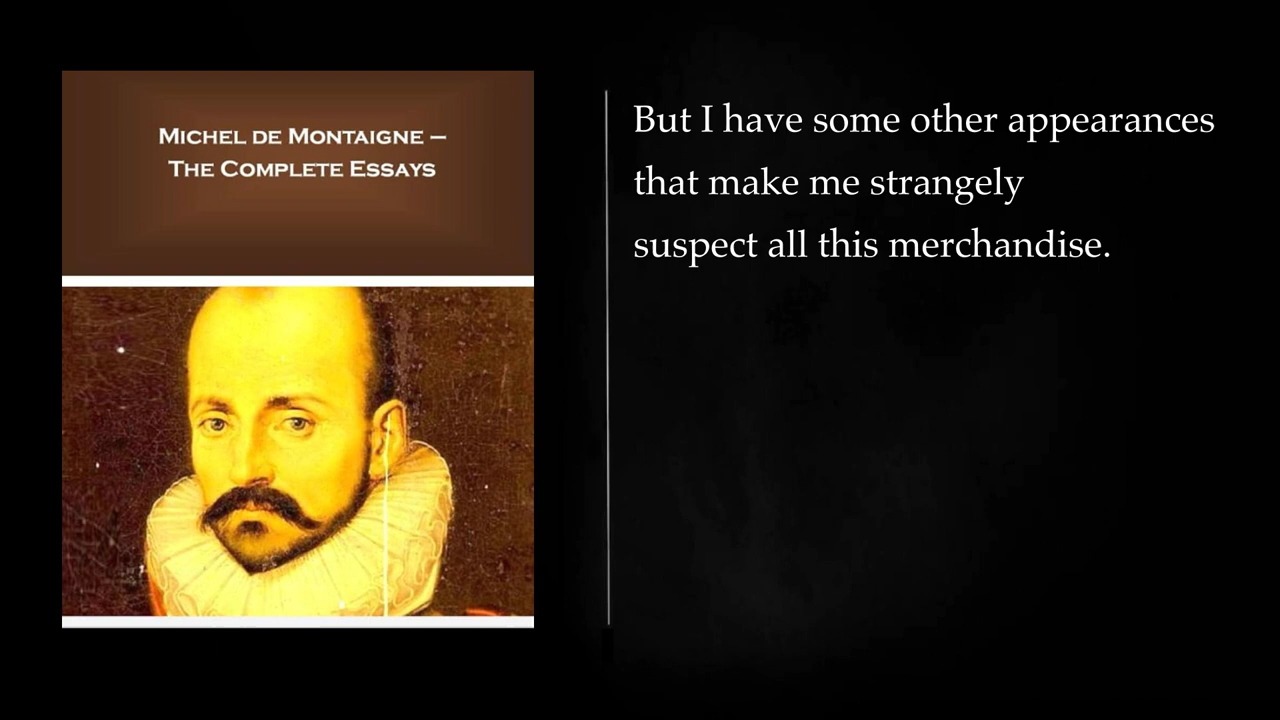 MICHEL DE MONTAIGNE –
THE COMPLETE ESSAYS
But I have some other appearances
that make me strangely
suspect all this merchandise.